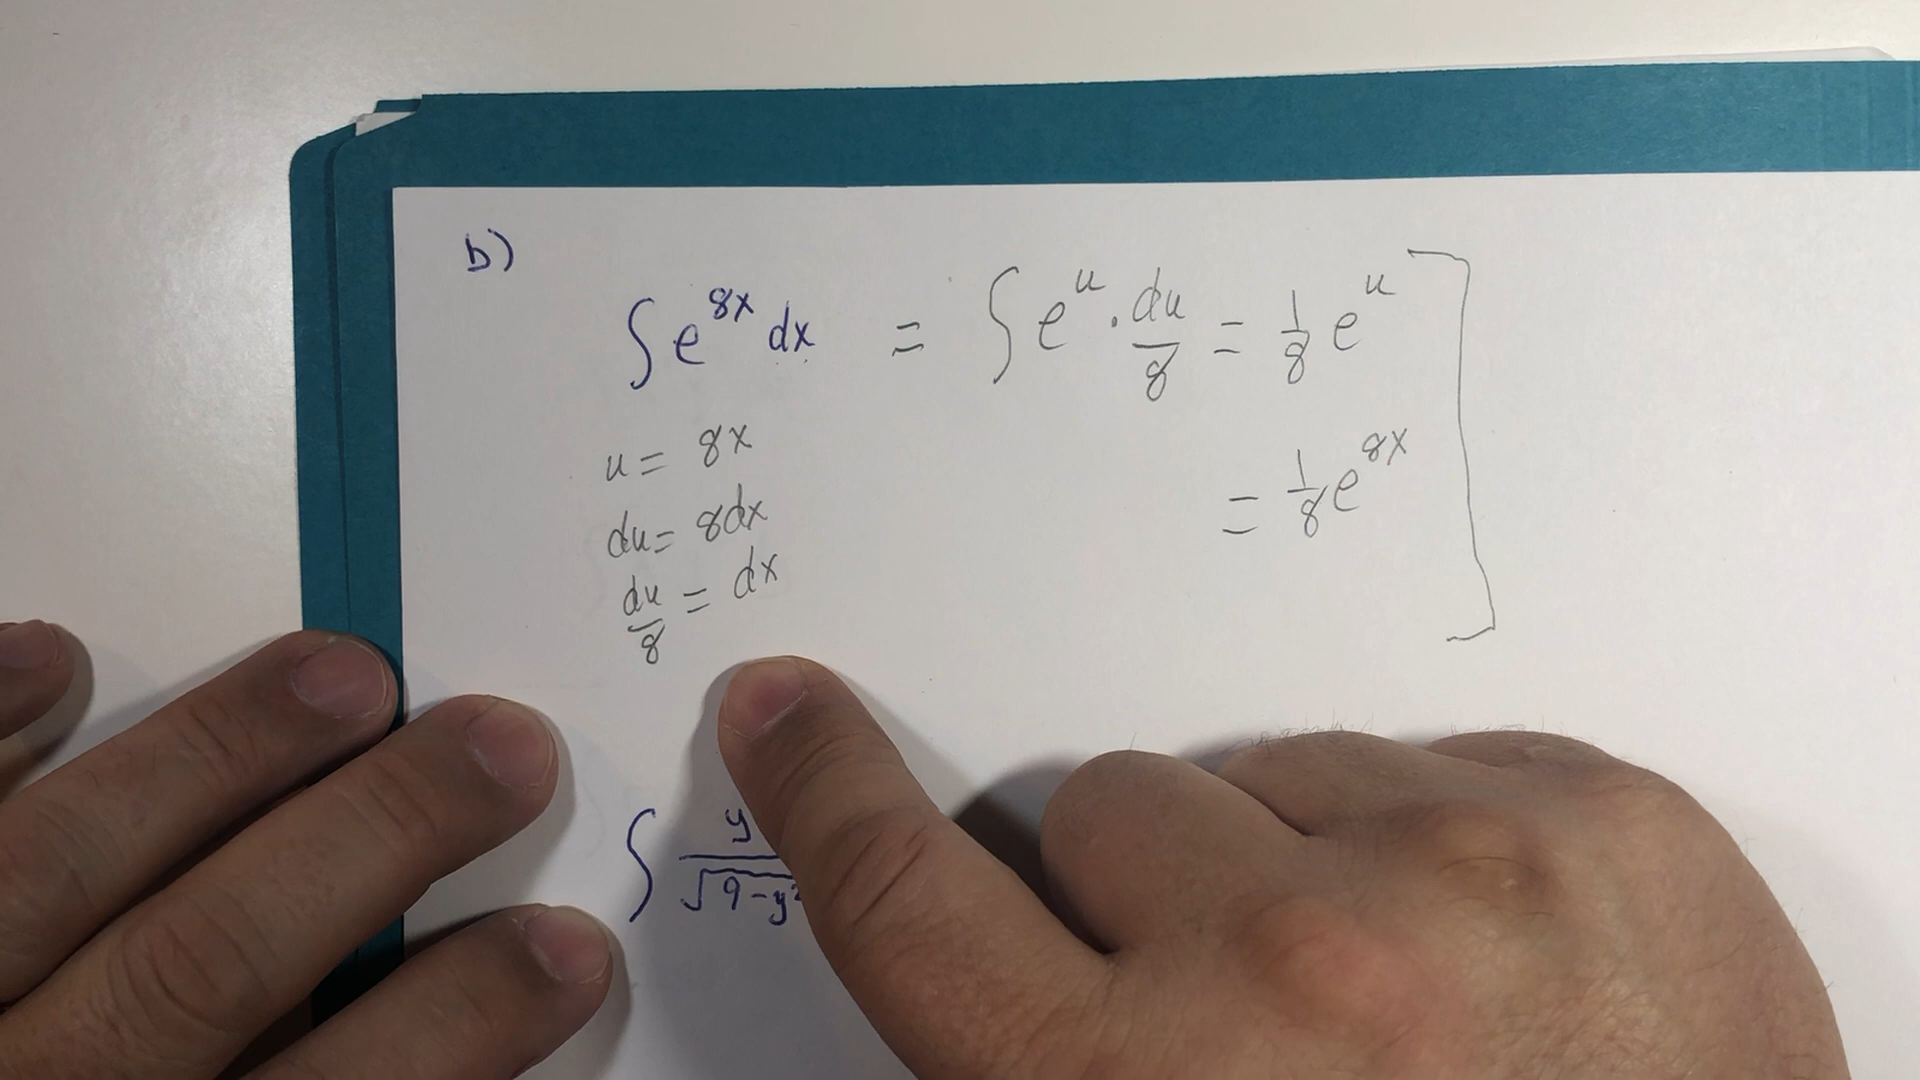 b)
∫ e^{8x} dx = ∫ e^u · du/8 = 1/8 e^u
u = 8x
= 1/8 e^{8x}
du = 8dx
du/8 = dx
∫ y/√9-y²